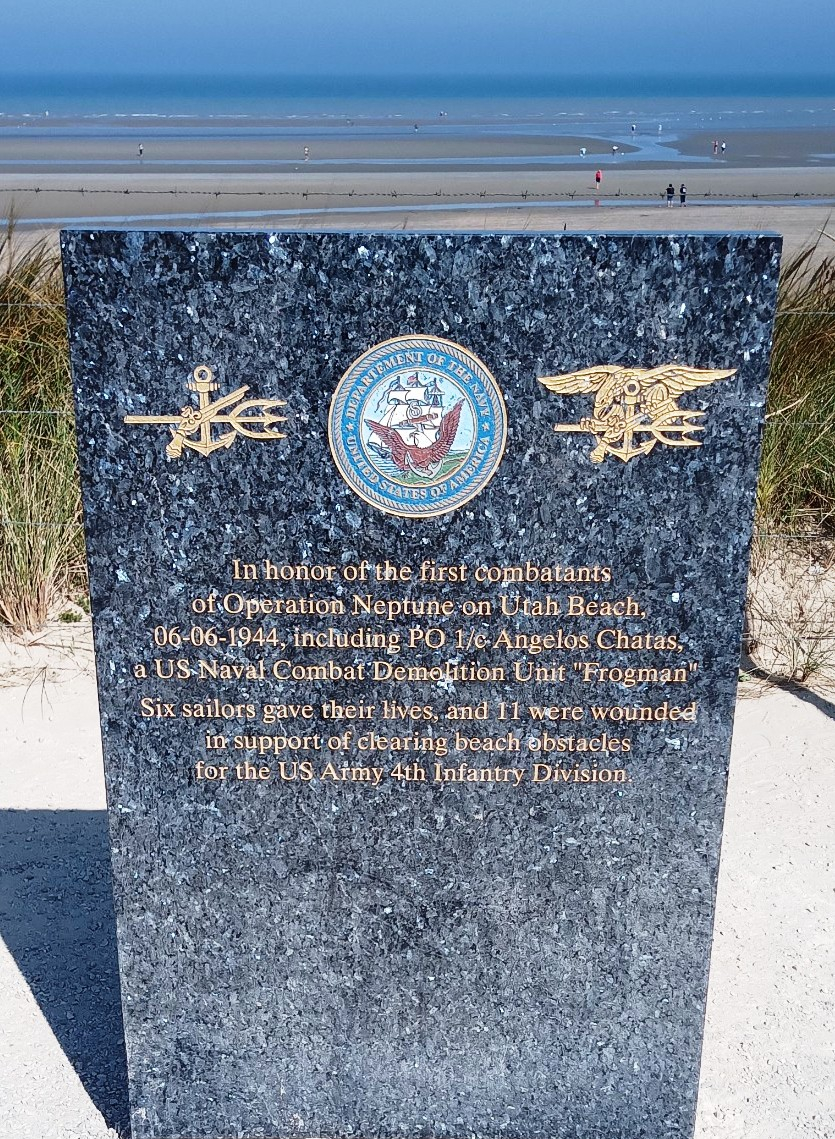 DEPARTEMENT OF THE NAVY
UNITED STATES OF AMERICA
In honor of the first combatants
of Operation Neptune on Utah Beach,
06-06-1944, including PO 1/c Angelos Chatas,
a US Naval Combat Demolition Unit "Frogman"
Six sailors gave their lives, and 11 were wounded
in support of clearing beach obstacles
for the US Army 4th Infantry Division.